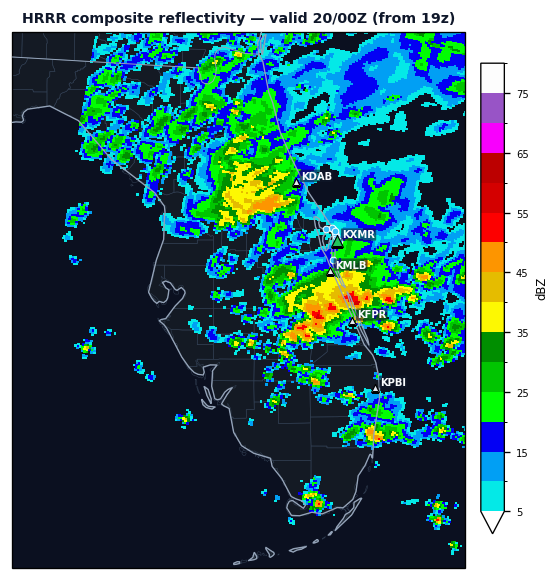 HRRR composite reflectivity — valid 20/00Z (from 19z)
KDAB
KXMR
KMLB
KFPR
KPBI
75
65
55
45
35
25
15
5
dBZ